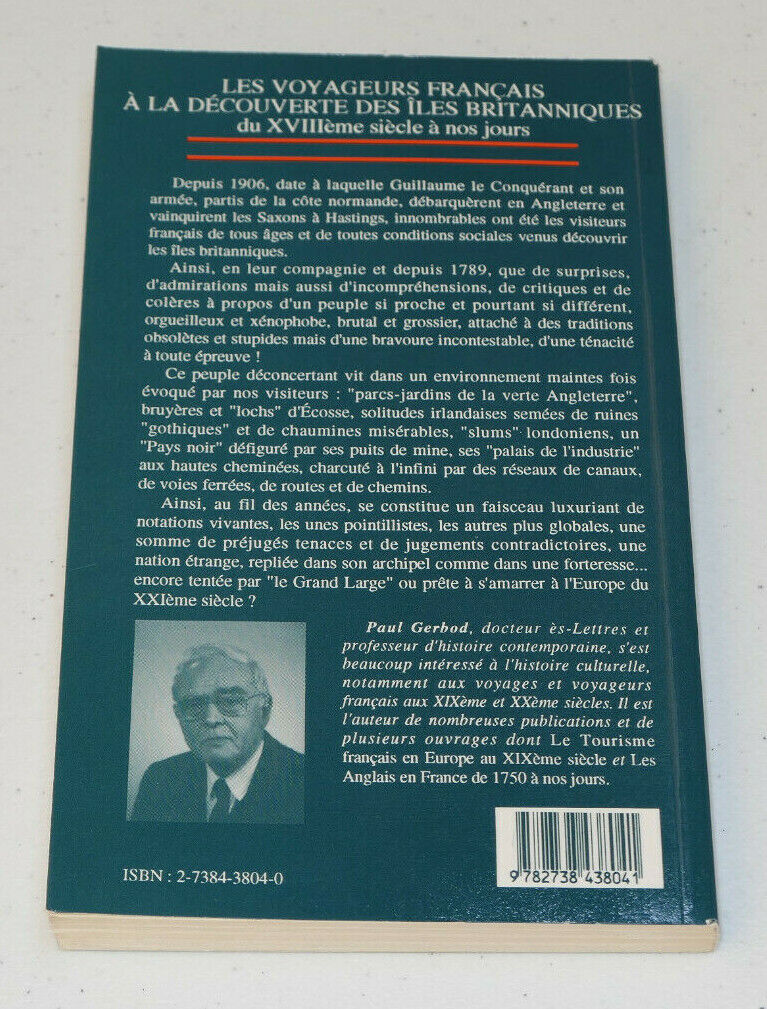 LES VOYAGEURS FRANÇAIS
À LA DÉCOUVERTE DES ÎLES BRITANNIQUES
du XVIIIème siècle à nos jours
Depuis 1906, date à laquelle Guillaume le Conquérant et son
armée, partis de la côte normande, débarquèrent en Angleterre et
vainquirent les Saxons à Hastings, innombrables ont été les visiteurs
français de tous âges et de toutes conditions sociales venus découvrir
les îles britanniques.
Ainsi, en leur compagnie et depuis 1789, que de surprises,
d'admirations mais aussi d'incompréhensions, de critiques et de
colères à propos d'un peuple si proche et pourtant si différent,
orgueilleux et xénophobe, brutal et grossier, attaché à des traditions
obsolètes et stupides mais d'une bravoure incontestable, d'une ténacité
à toute épreuve !
Ce peuple déconcertant vit dans un environnement maintes fois
évoqué par nos visiteurs : "parcs-jardins de la verte Angleterre",
bruyères et "lochs" d'Écosse, solitudes irlandaises semées de ruines
"gothiques" et de chaumines misérables, "slums" londoniens, un
"Pays noir" défiguré par ses puits de mine, ses "palais de l'industrie"
aux hautes cheminées, charcuté à l'infini par des réseaux de canaux,
de voies ferrées, de routes et de chemins.
Ainsi, au fil des années, se constitue un faisceau luxuriant de
notations vivantes, les unes pointillistes, les autres plus globales, une
somme de préjugés tenaces et de jugements contradictoires, une
nation étrange, repliée dans son archipel comme dans une forteresse...
encore tentée par "le Grand Large" ou prête à s'amarrer à l'Europe du
XXIème siècle ?
Paul Gerbod, docteur ès-Lettres et
professeur d'histoire contemporaine, s'est
beaucoup intéressé à l'histoire culturelle,
notamment aux voyages et voyageurs
français aux XIXème et XXème siècles. Il est
l'auteur de nombreuses publications et de
plusieurs ouvrages dont Le Tourisme
français en Europe au XIXème siècle et Les
Anglais en France de 1750 à nos jours.
ISBN : 2-7384-3804-0
9 782738 438041